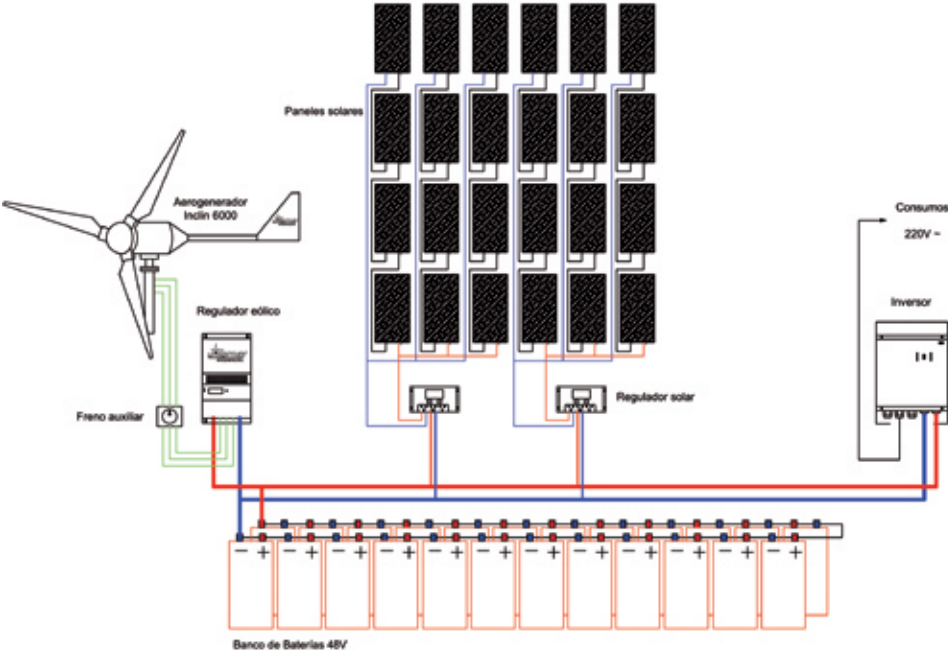 Paneles solares
Aerogenerador
Inclin 6000
Consumos
220V ~
Regulador eólico
Inversor
Freno auxiliar
Regulador solar
− + − + − + − + − + − + − + − + − + − + − + − +
Banco de Baterías 48V